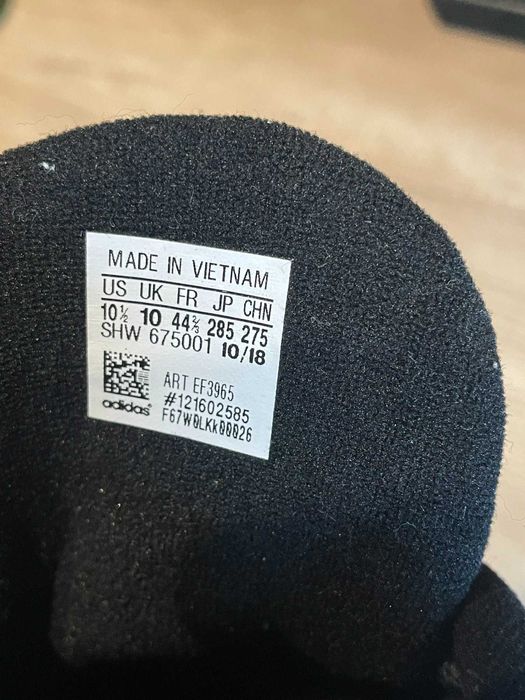 MADE IN VIETNAM
US UK FR JP CHN
10½ 10 44⅔ 285 275
SHW 675001 10/18
ART EF3965
#121602585
adidas®
F67W0LKk00026